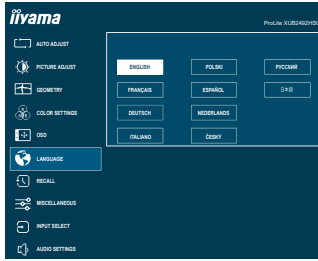 iiyama
ProLite XUB2492HSU
AUTO ADJUST
PICTURE ADJUST
GEOMETRY
COLOR SETTINGS
OSD
LANGUAGE
RECALL
MISCELLANEOUS
INPUT SELECT
AUDIO SETTINGS
ENGLISH POLSKI РУССКИЙ
FRANÇAIS ESPAÑOL 日本語
DEUTSCH NEDERLANDS
ITALIANO ČESKÝ